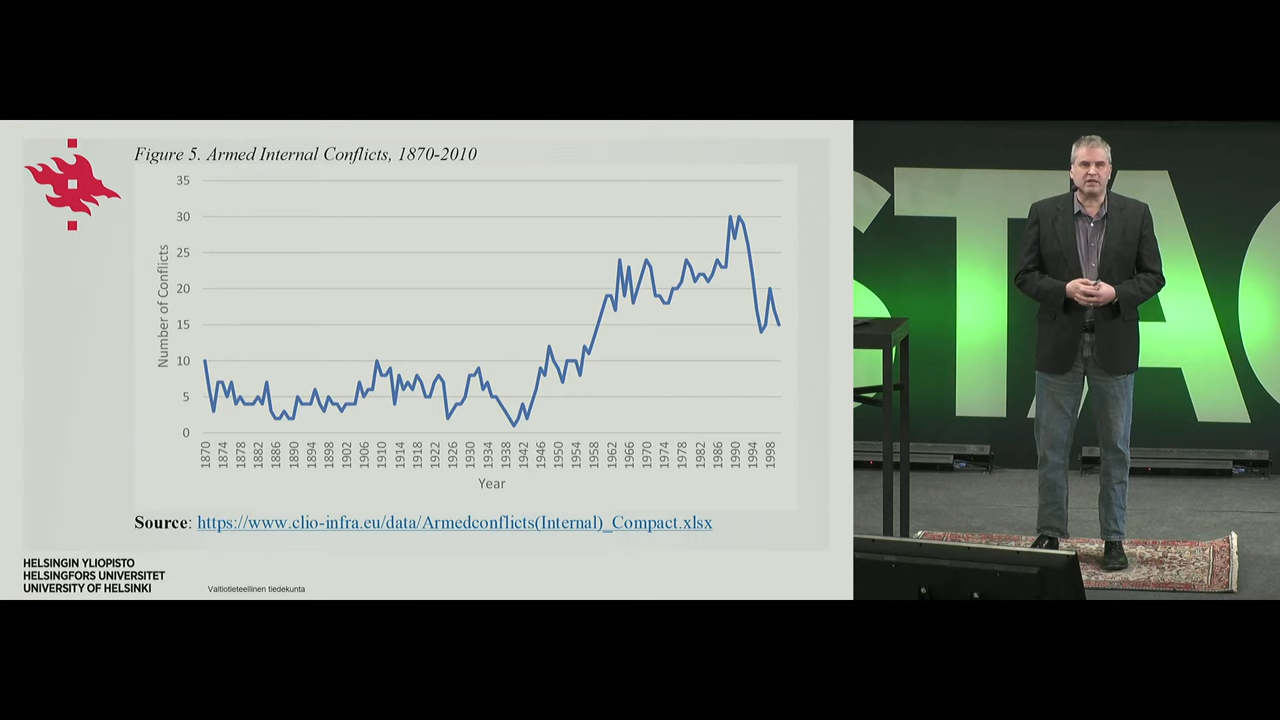 Figure 5. Armed Internal Conflicts, 1870-2010
35
30
25
20
15
10
5
0
Number of Conflicts
1870 1874 1878 1882 1886 1890 1894 1898 1902 1906 1910 1914 1918 1922 1926 1930 1934 1938 1942 1946 1950 1954 1958 1962 1966 1970 1974 1978 1982 1986 1990 1994 1998
Year
Source: https://www.clio-infra.eu/data/Armedconflicts(Internal)_Compact.xlsx
HELSINGIN YLIOPISTO
HELSINGFORS UNIVERSITET
UNIVERSITY OF HELSINKI
Valtiotieteellinen tiedekunta
STA